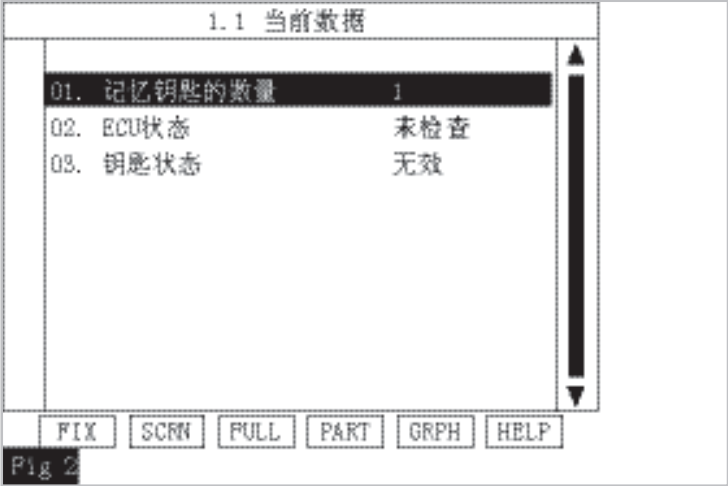 1.1 当前数据
01. 记忆钥匙的数量 1
02. ECU状态 未检查
03. 钥匙状态 无效
FIX SCRN FULL PART GRPH HELP
Fig 2